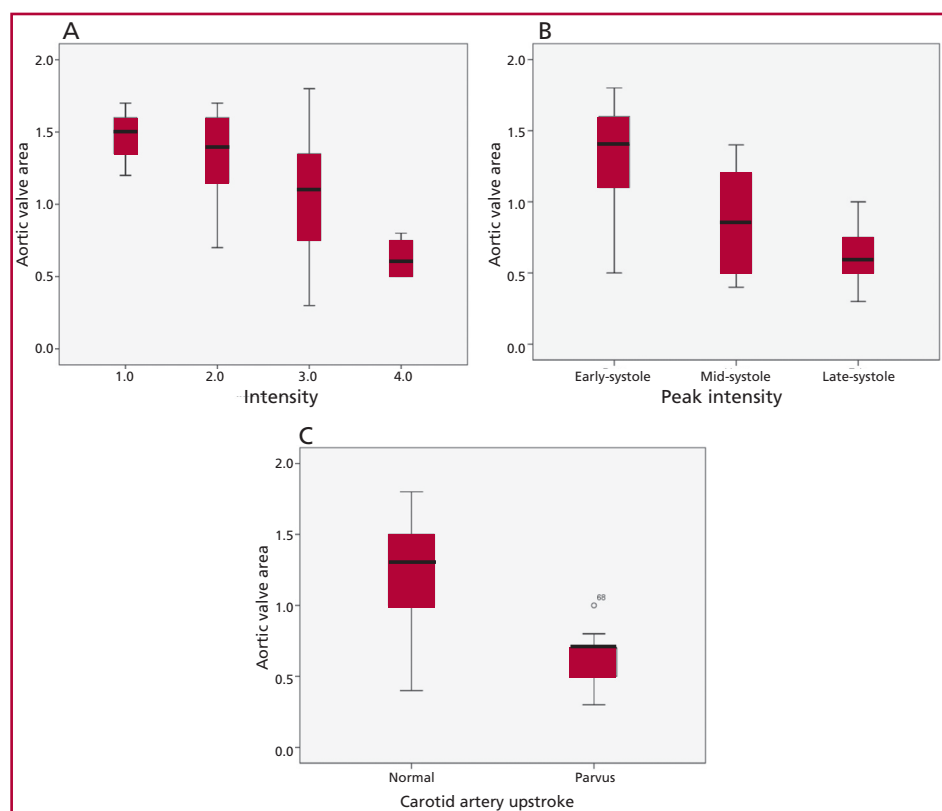 A
2.0
1.5
1.0
0.5
0.0
Aortic valve area
1.0 2.0 3.0 4.0
Intensity
B
2.0
1.5
1.0
0.5
0.0
Aortic valve area
Early-systole Mid-systole Late-systole
Peak intensity
C
2.0
1.5
1.0
0.5
0.0
Aortic valve area
68
Normal Parvus
Carotid artery upstroke